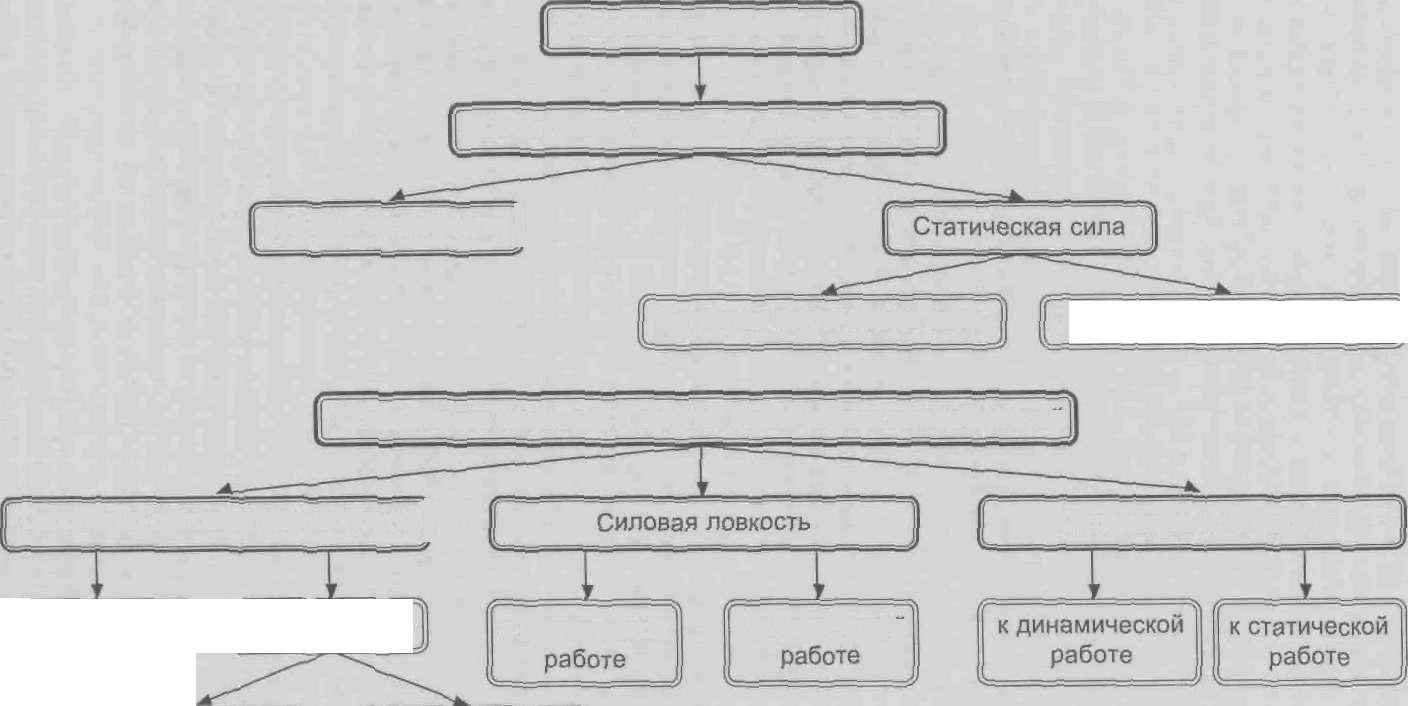 Статическая сила
Силовая ловкость
работе
работе
к динамической
работе
к статической
работе